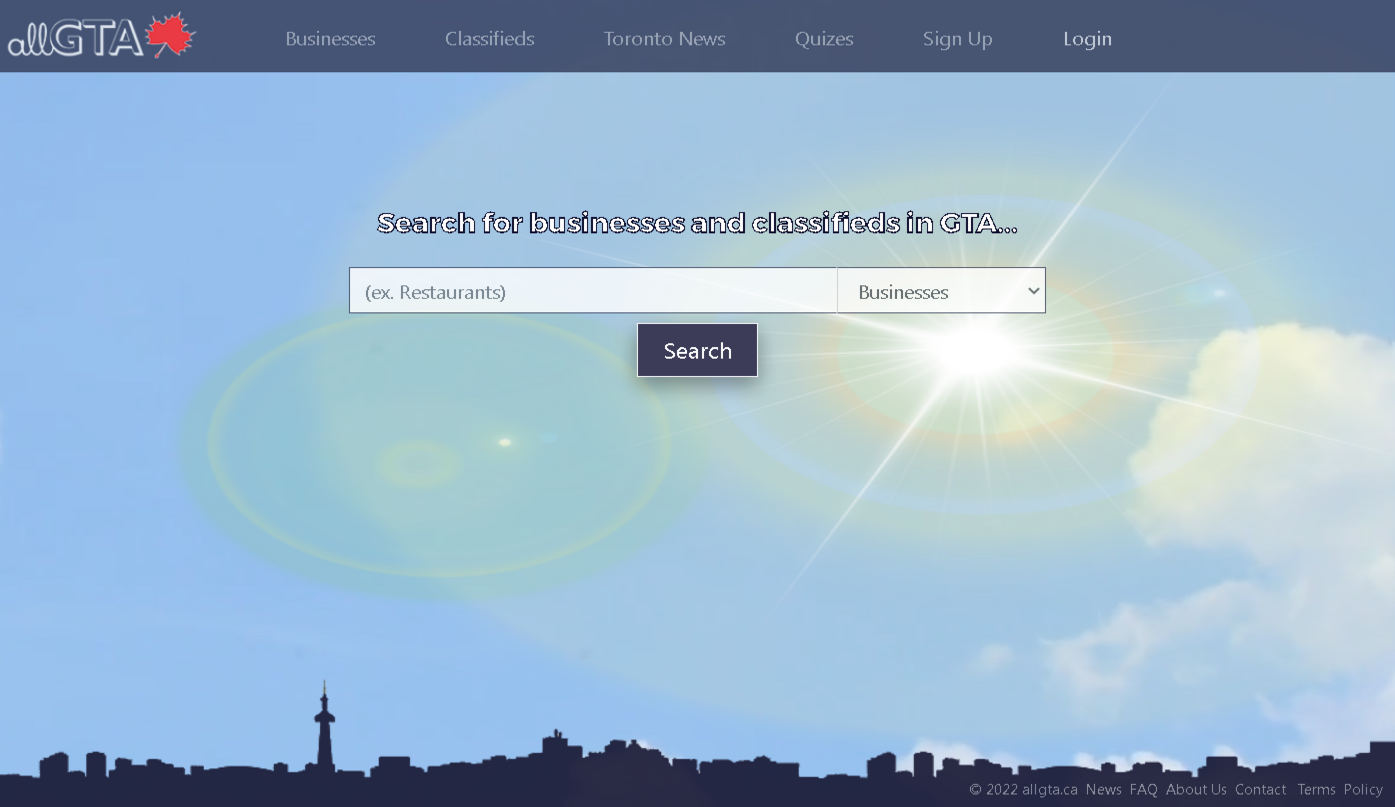 allGTA
Businesses Classifieds Toronto News Quizes Sign Up Login
Search for businesses and classifieds in GTA...
(ex. Restaurants) Businesses
Search
© 2022 allgta.ca News FAQ About Us Contact Terms Policy